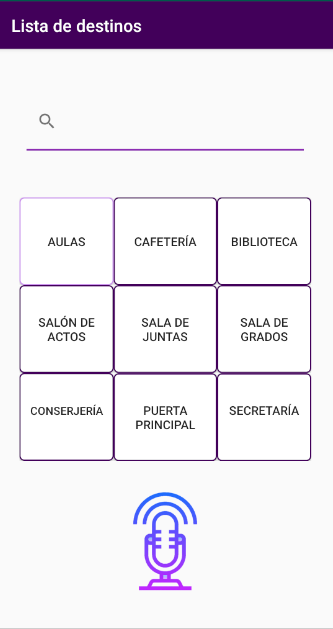 Lista de destinos
AULAS
CAFETERÍA
BIBLIOTECA
SALÓN DE
ACTOS
SALA DE
JUNTAS
SALA DE
GRADOS
CONSERJERÍA
PUERTA
PRINCIPAL
SECRETARÍA